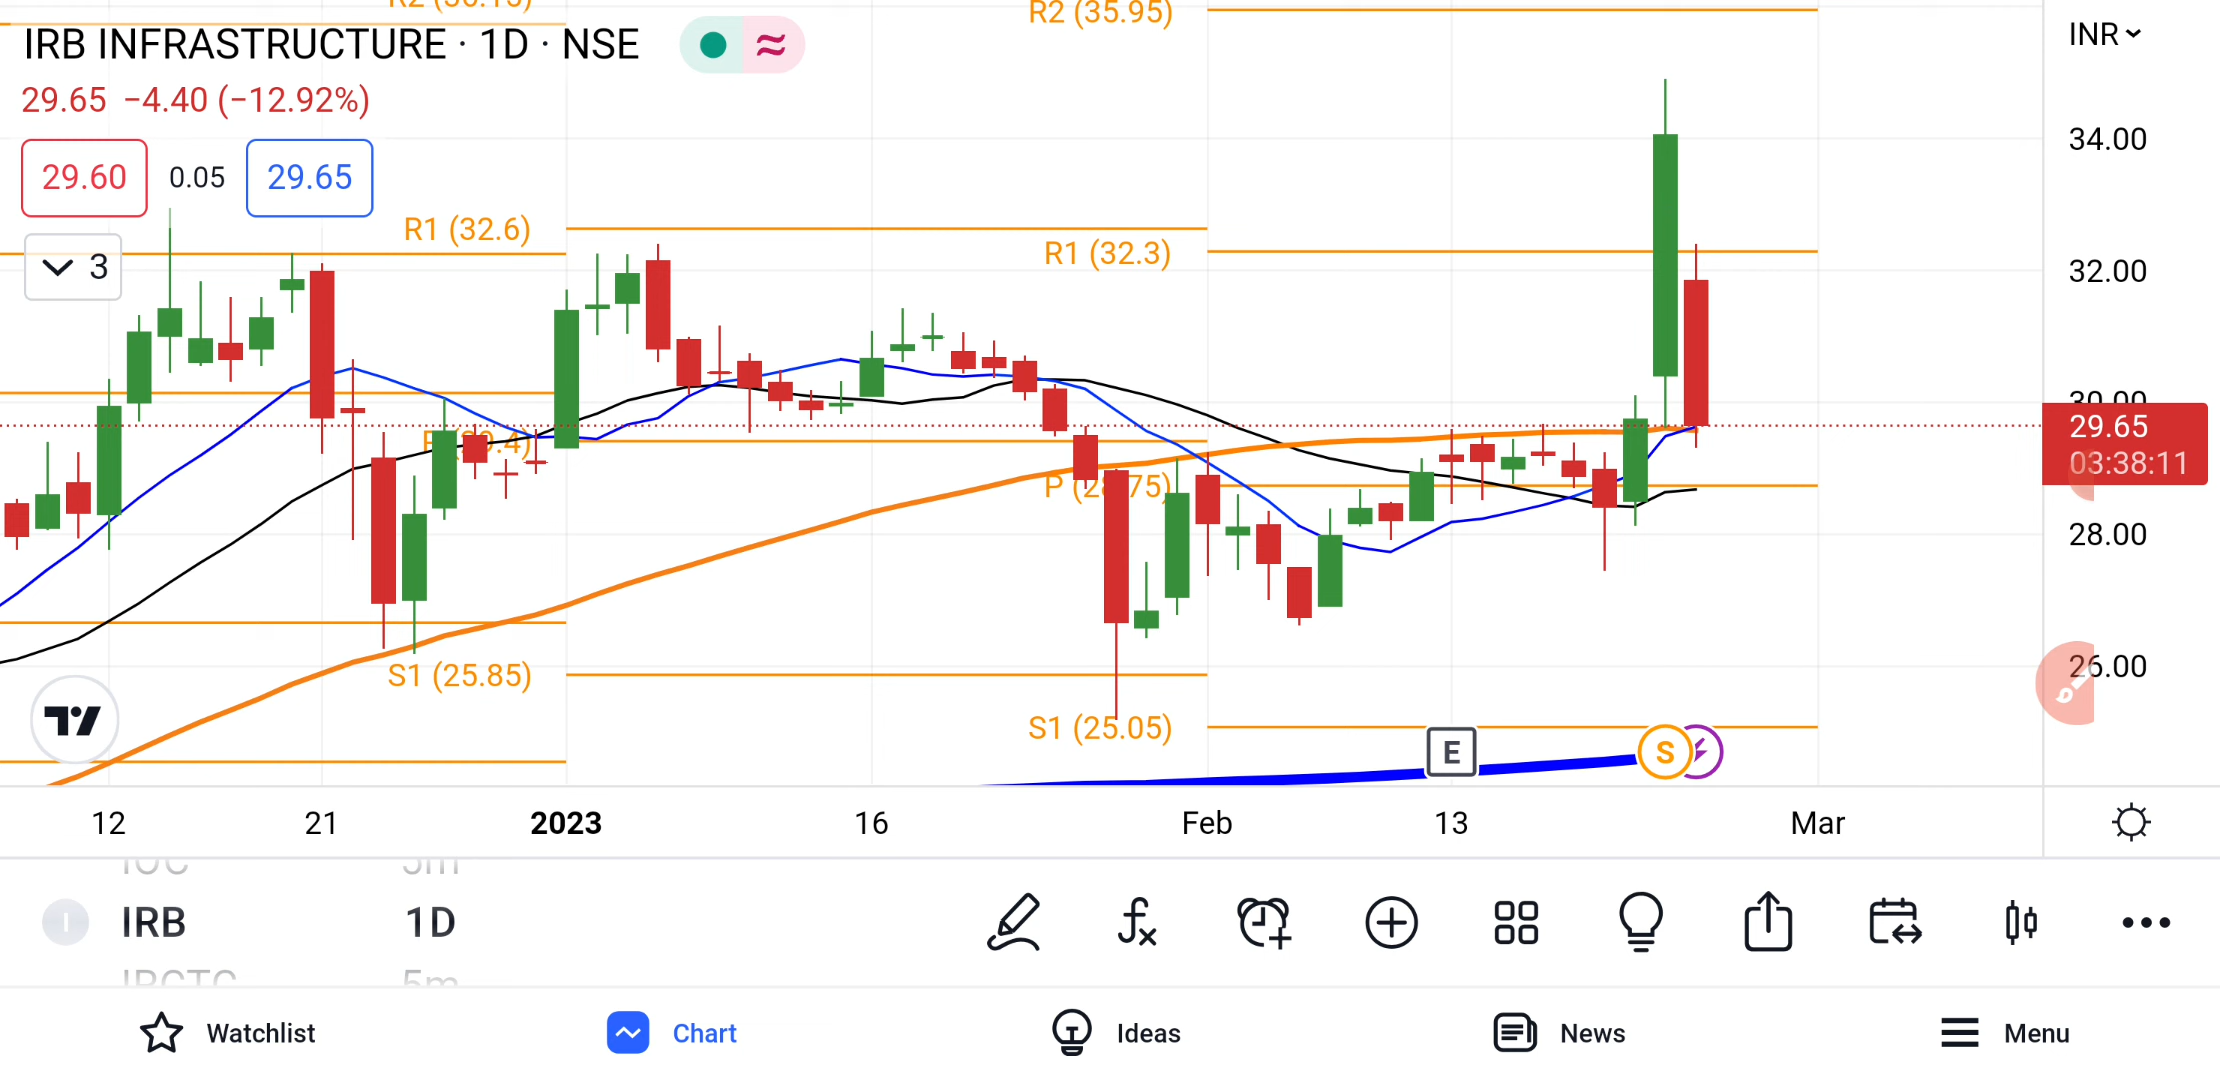 R2 (35.95)
IRB INFRASTRUCTURE · 1D · NSE
INR
29.65 −4.40 (−12.92%)
34.00
29.60 0.05 29.65
R1 (32.6)
R1 (32.3)
3
32.00
30.00
29.65
03:38:11
28.00
26.00
S1 (25.85)
S1 (25.05)
E
S
12 21 2023 16 Feb 13 Mar
I IRB 1D
5m
Watchlist Chart Ideas News Menu